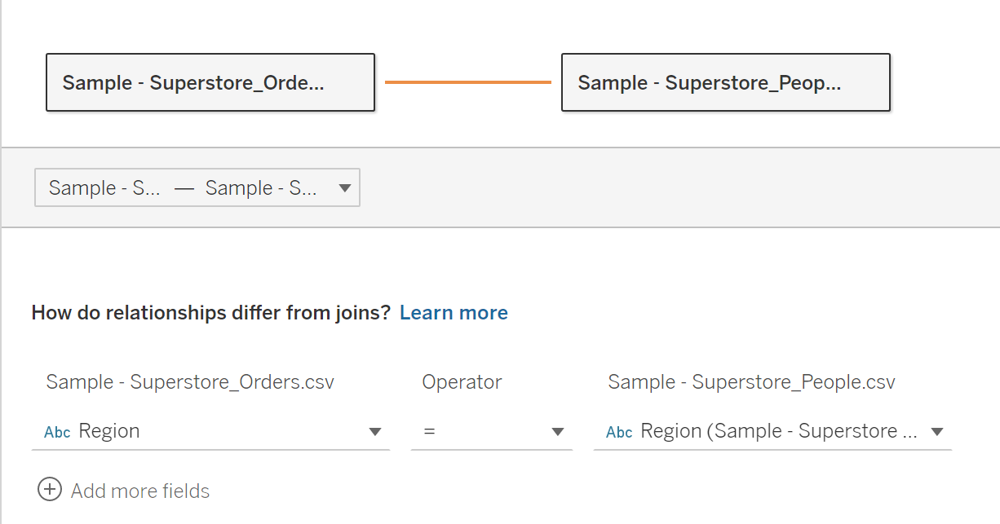 Sample - Superstore_Orde... Sample - Superstore_Peop...
Sample - S... — Sample - S...
How do relationships differ from joins? Learn more
Sample - Superstore_Orders.csv Operator Sample - Superstore_People.csv
Abc Region = Abc Region (Sample - Superstore ...
Add more fields